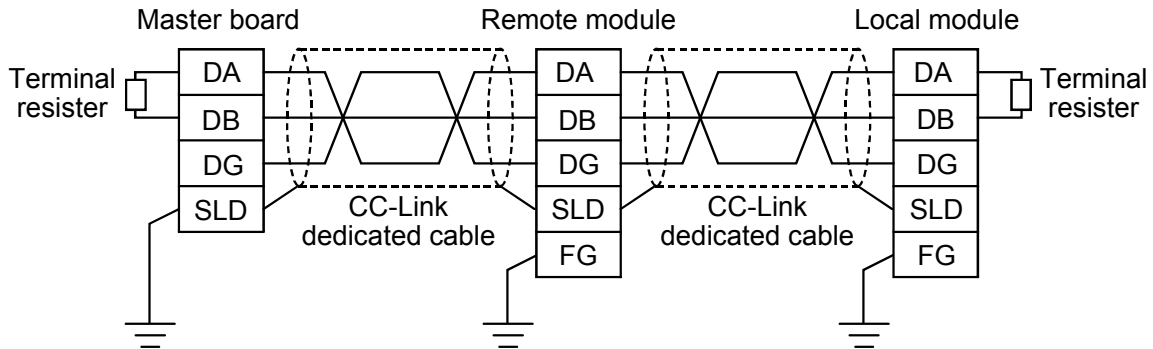 Master board
Remote module
Local module
Terminal
resister
DA
DB
DG
SLD
CC-Link
dedicated cable
DA
DB
DG
SLD
FG
CC-Link
dedicated cable
DA
DB
DG
SLD
FG
Terminal
resister